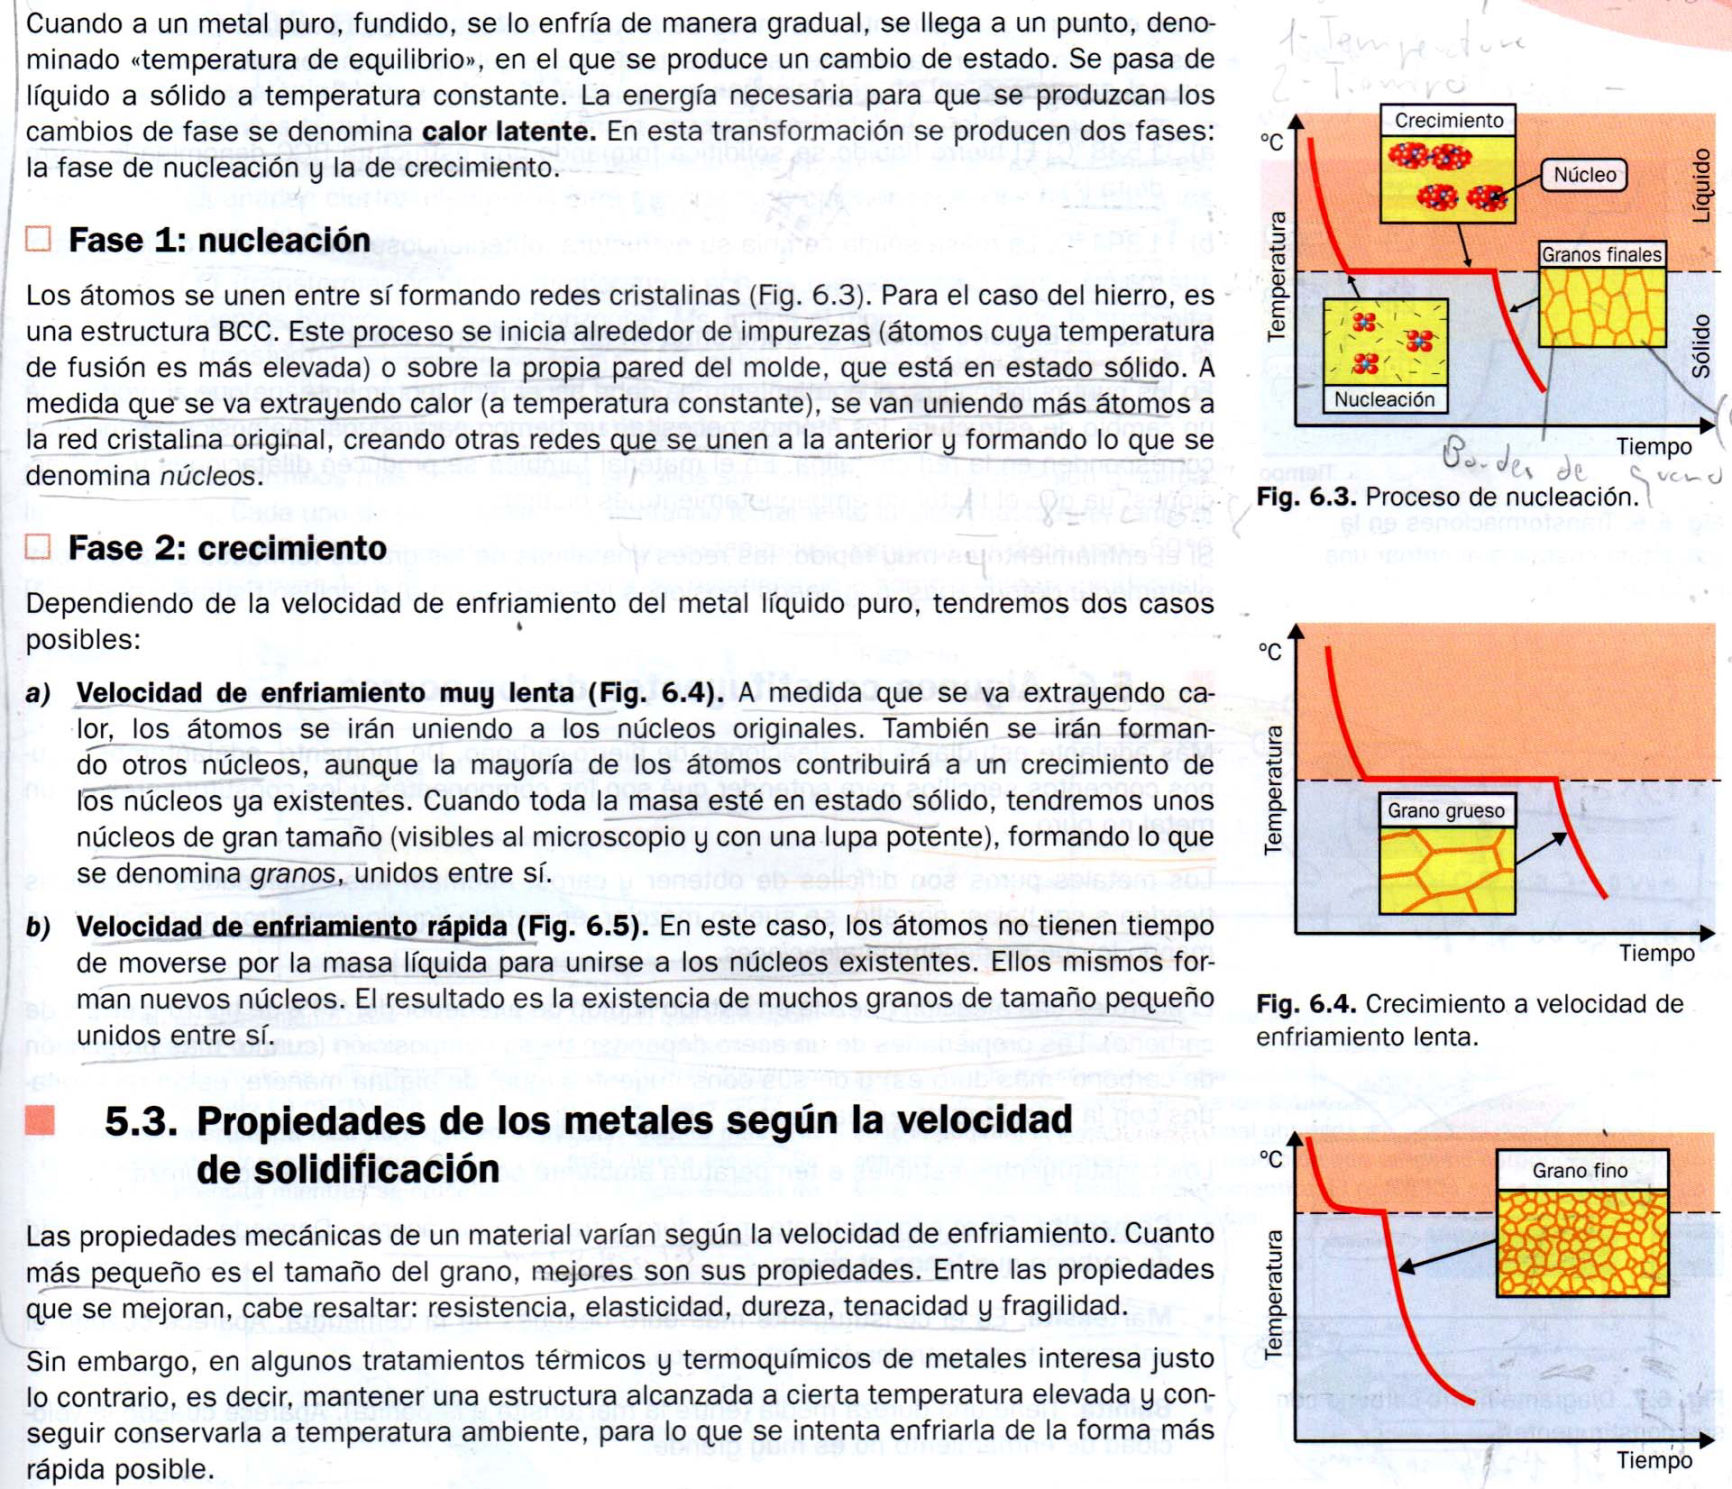 Cuando a un metal puro, fundido, se lo enfría de manera gradual, se llega a un punto, deno-
minado «temperatura de equilibrio», en el que se produce un cambio de estado. Se pasa de
líquido a sólido a temperatura constante. La energía necesaria para que se produzcan los
cambios de fase se denomina calor latente. En esta transformación se producen dos fases:
la fase de nucleación y la de crecimiento.
Fase 1: nucleación
Los átomos se unen entre sí formando redes cristalinas (Fig. 6.3). Para el caso del hierro, es
una estructura BCC. Este proceso se inicia alrededor de impurezas (átomos cuya temperatura
de fusión es más elevada) o sobre la propia pared del molde, que está en estado sólido. A
medida que se va extrayendo calor (a temperatura constante), se van uniendo más átomos a
la red cristalina original, creando otras redes que se unen a la anterior y formando lo que se
denomina núcleos.
Fase 2: crecimiento
Dependiendo de la velocidad de enfriamiento del metal líquido puro, tendremos dos casos
posibles:
a) Velocidad de enfriamiento muy lenta (Fig. 6.4). A medida que se va extrayendo ca-
lor, los átomos se irán uniendo a los núcleos originales. También se irán forman-
do otros núcleos, aunque la mayoría de los átomos contribuirá a un crecimiento de
los núcleos ya existentes. Cuando toda la masa esté en estado sólido, tendremos unos
núcleos de gran tamaño (visibles al microscopio y con una lupa potente), formando lo que
se denomina granos, unidos entre sí.
b) Velocidad de enfriamiento rápida (Fig. 6.5). En este caso, los átomos no tienen tiempo
de moverse por la masa líquida para unirse a los núcleos existentes. Ellos mismos for-
man nuevos núcleos. El resultado es la existencia de muchos granos de tamaño pequeño
unidos entre sí.
5.3. Propiedades de los metales según la velocidad
de solidificación
Las propiedades mecánicas de un material varían según la velocidad de enfriamiento. Cuanto
más pequeño es el tamaño del grano, mejores son sus propiedades. Entre las propiedades
que se mejoran, cabe resaltar: resistencia, elasticidad, dureza, tenacidad y fragilidad.
Sin embargo, en algunos tratamientos térmicos y termoquímicos de metales interesa justo
lo contrario, es decir, mantener una estructura alcanzada a cierta temperatura elevada y con-
seguir conservarla a temperatura ambiente, para lo que se intenta enfriarla de la forma más
rápida posible.
1- Temperatura
2- Tiempo
°C
Crecimiento
Núcleo
Líquido
Temperatura
Granos finales
Sólido
Nucleación
Tiempo
Bordes de grano
Fig. 6.3. Proceso de nucleación.
°C
Temperatura
Grano grueso
Tiempo
Fig. 6.4. Crecimiento a velocidad de
enfriamiento lenta.
°C
Grano fino
Temperatura
Tiempo